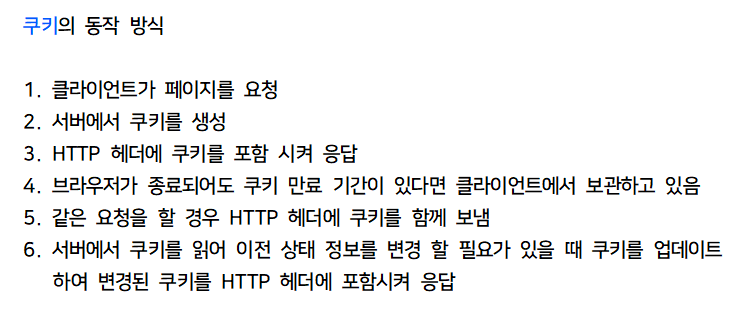 쿠키의 동작 방식
1. 클라이언트가 페이지를 요청
2. 서버에서 쿠키를 생성
3. HTTP 헤더에 쿠키를 포함 시켜 응답
4. 브라우저가 종료되어도 쿠키 만료 기간이 있다면 클라이언트에서 보관하고 있음
5. 같은 요청을 할 경우 HTTP 헤더에 쿠키를 함께 보냄
6. 서버에서 쿠키를 읽어 이전 상태 정보를 변경 할 필요가 있을 때 쿠키를 업데이트
하여 변경된 쿠키를 HTTP 헤더에 포함시켜 응답